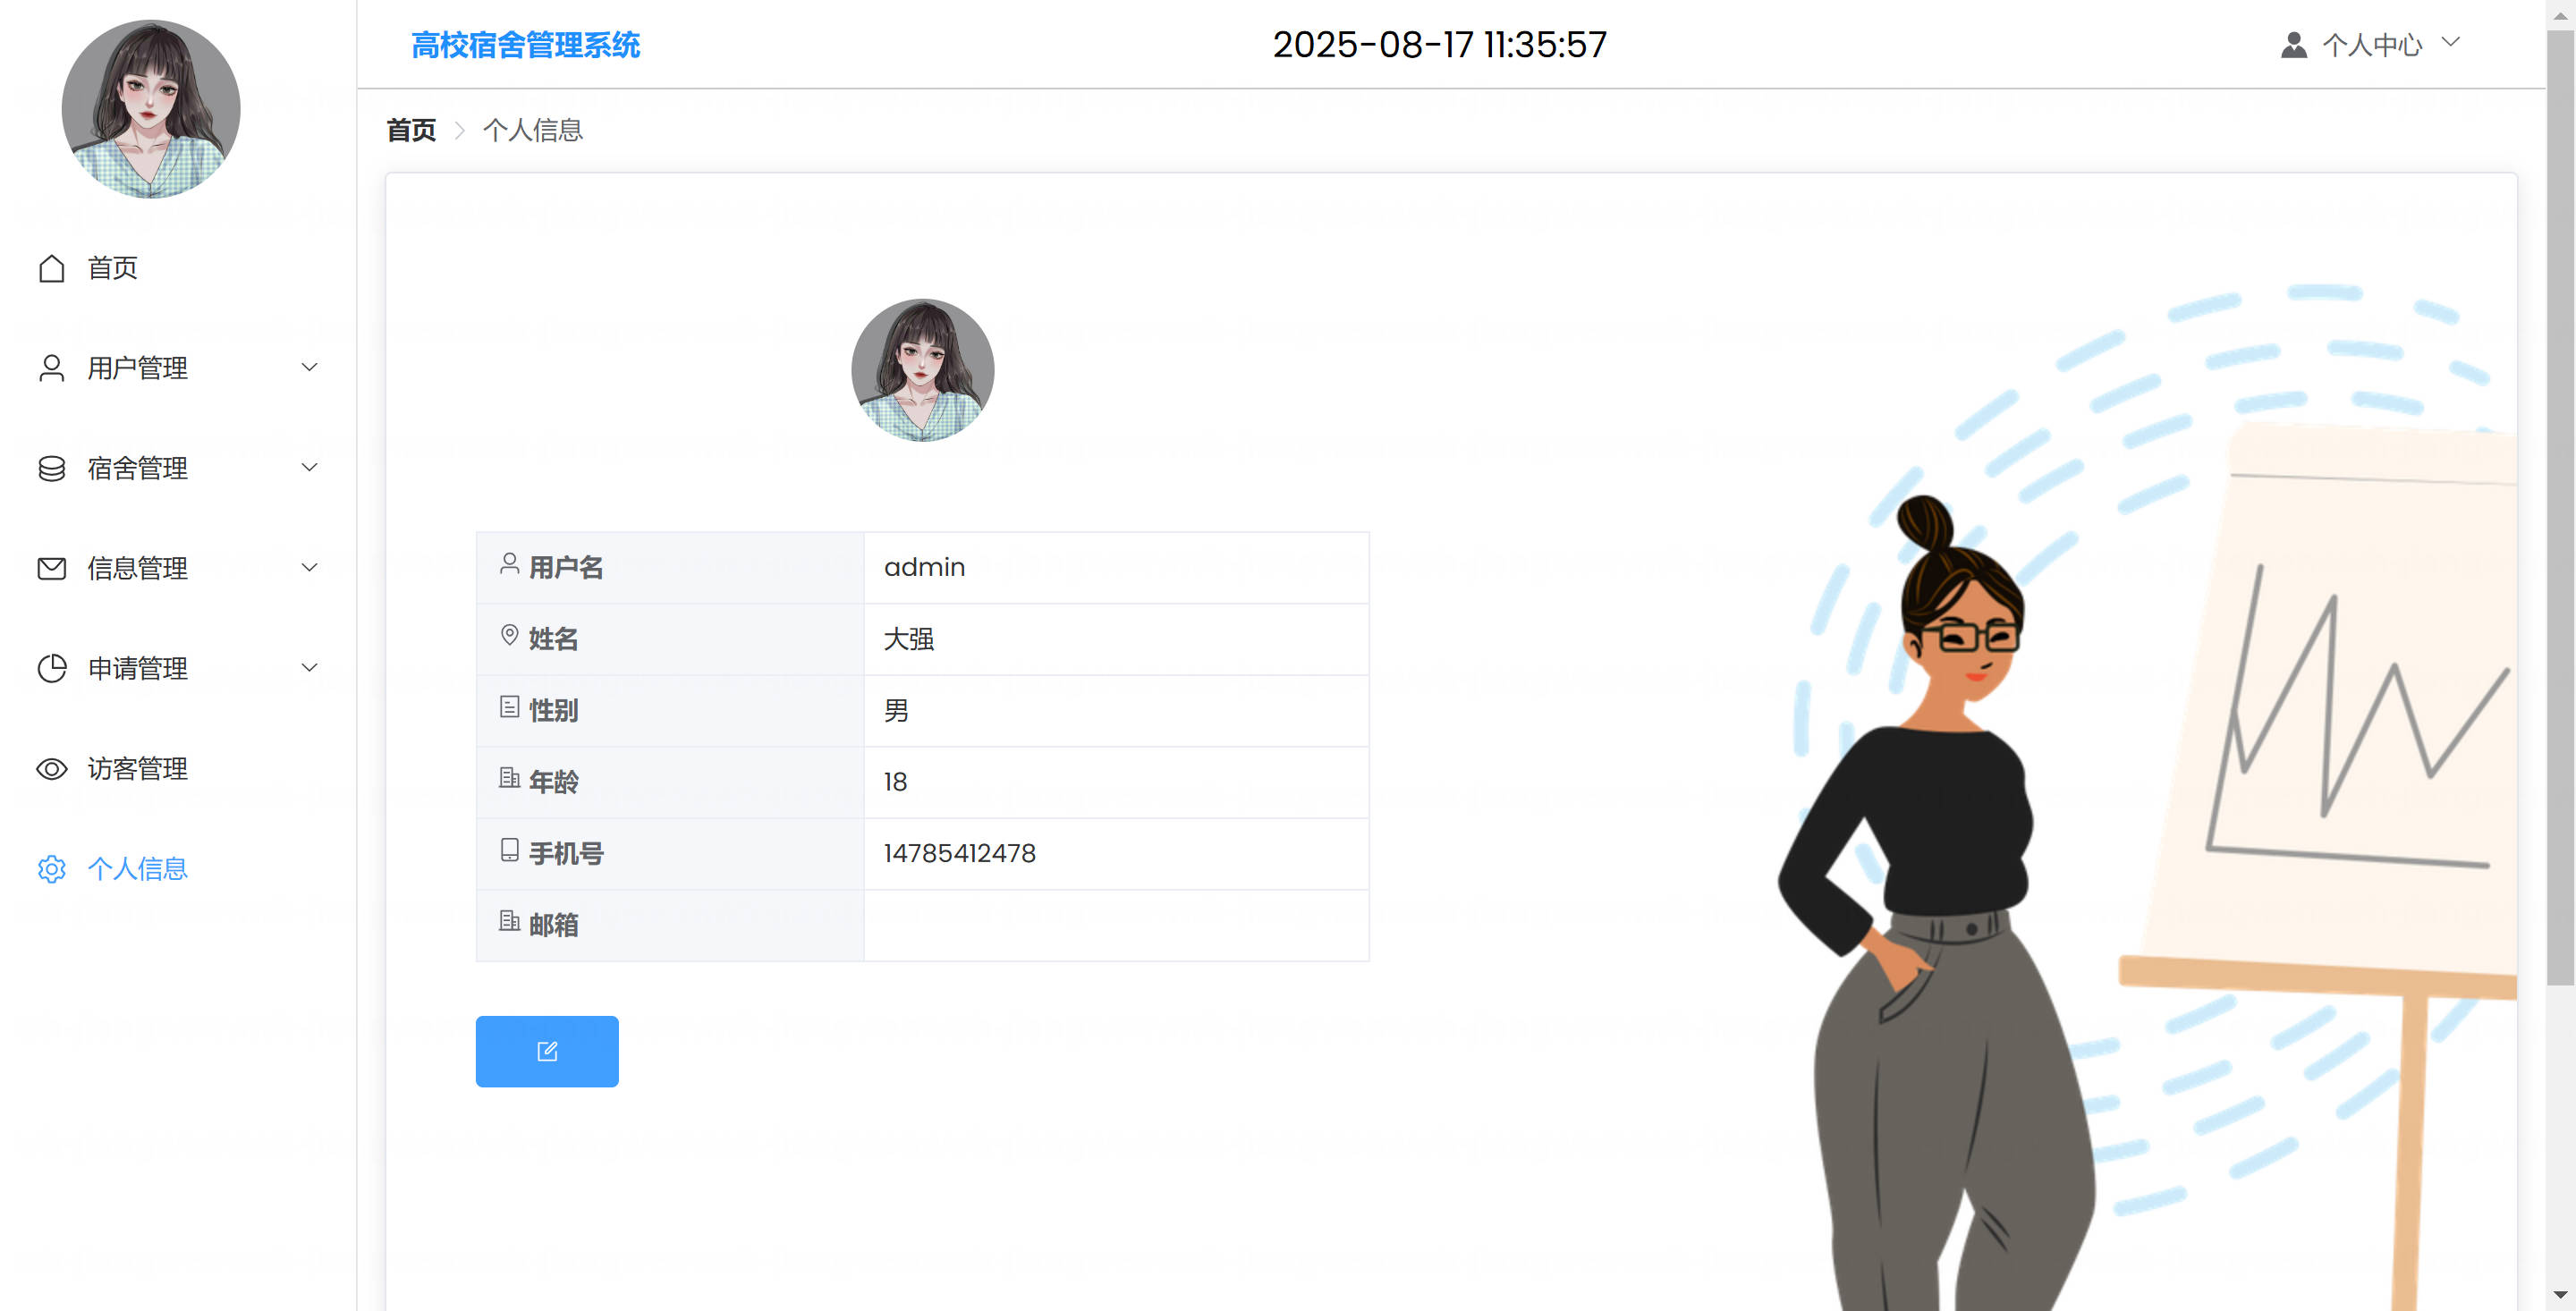 高校宿舍管理系统
2025-08-17 11:35:57
个人中心
首页
用户管理
宿舍管理
信息管理
申请管理
访客管理
个人信息
首页 > 个人信息
用户名 admin
姓名 大强
性别 男
年龄 18
手机号 14785412478
邮箱